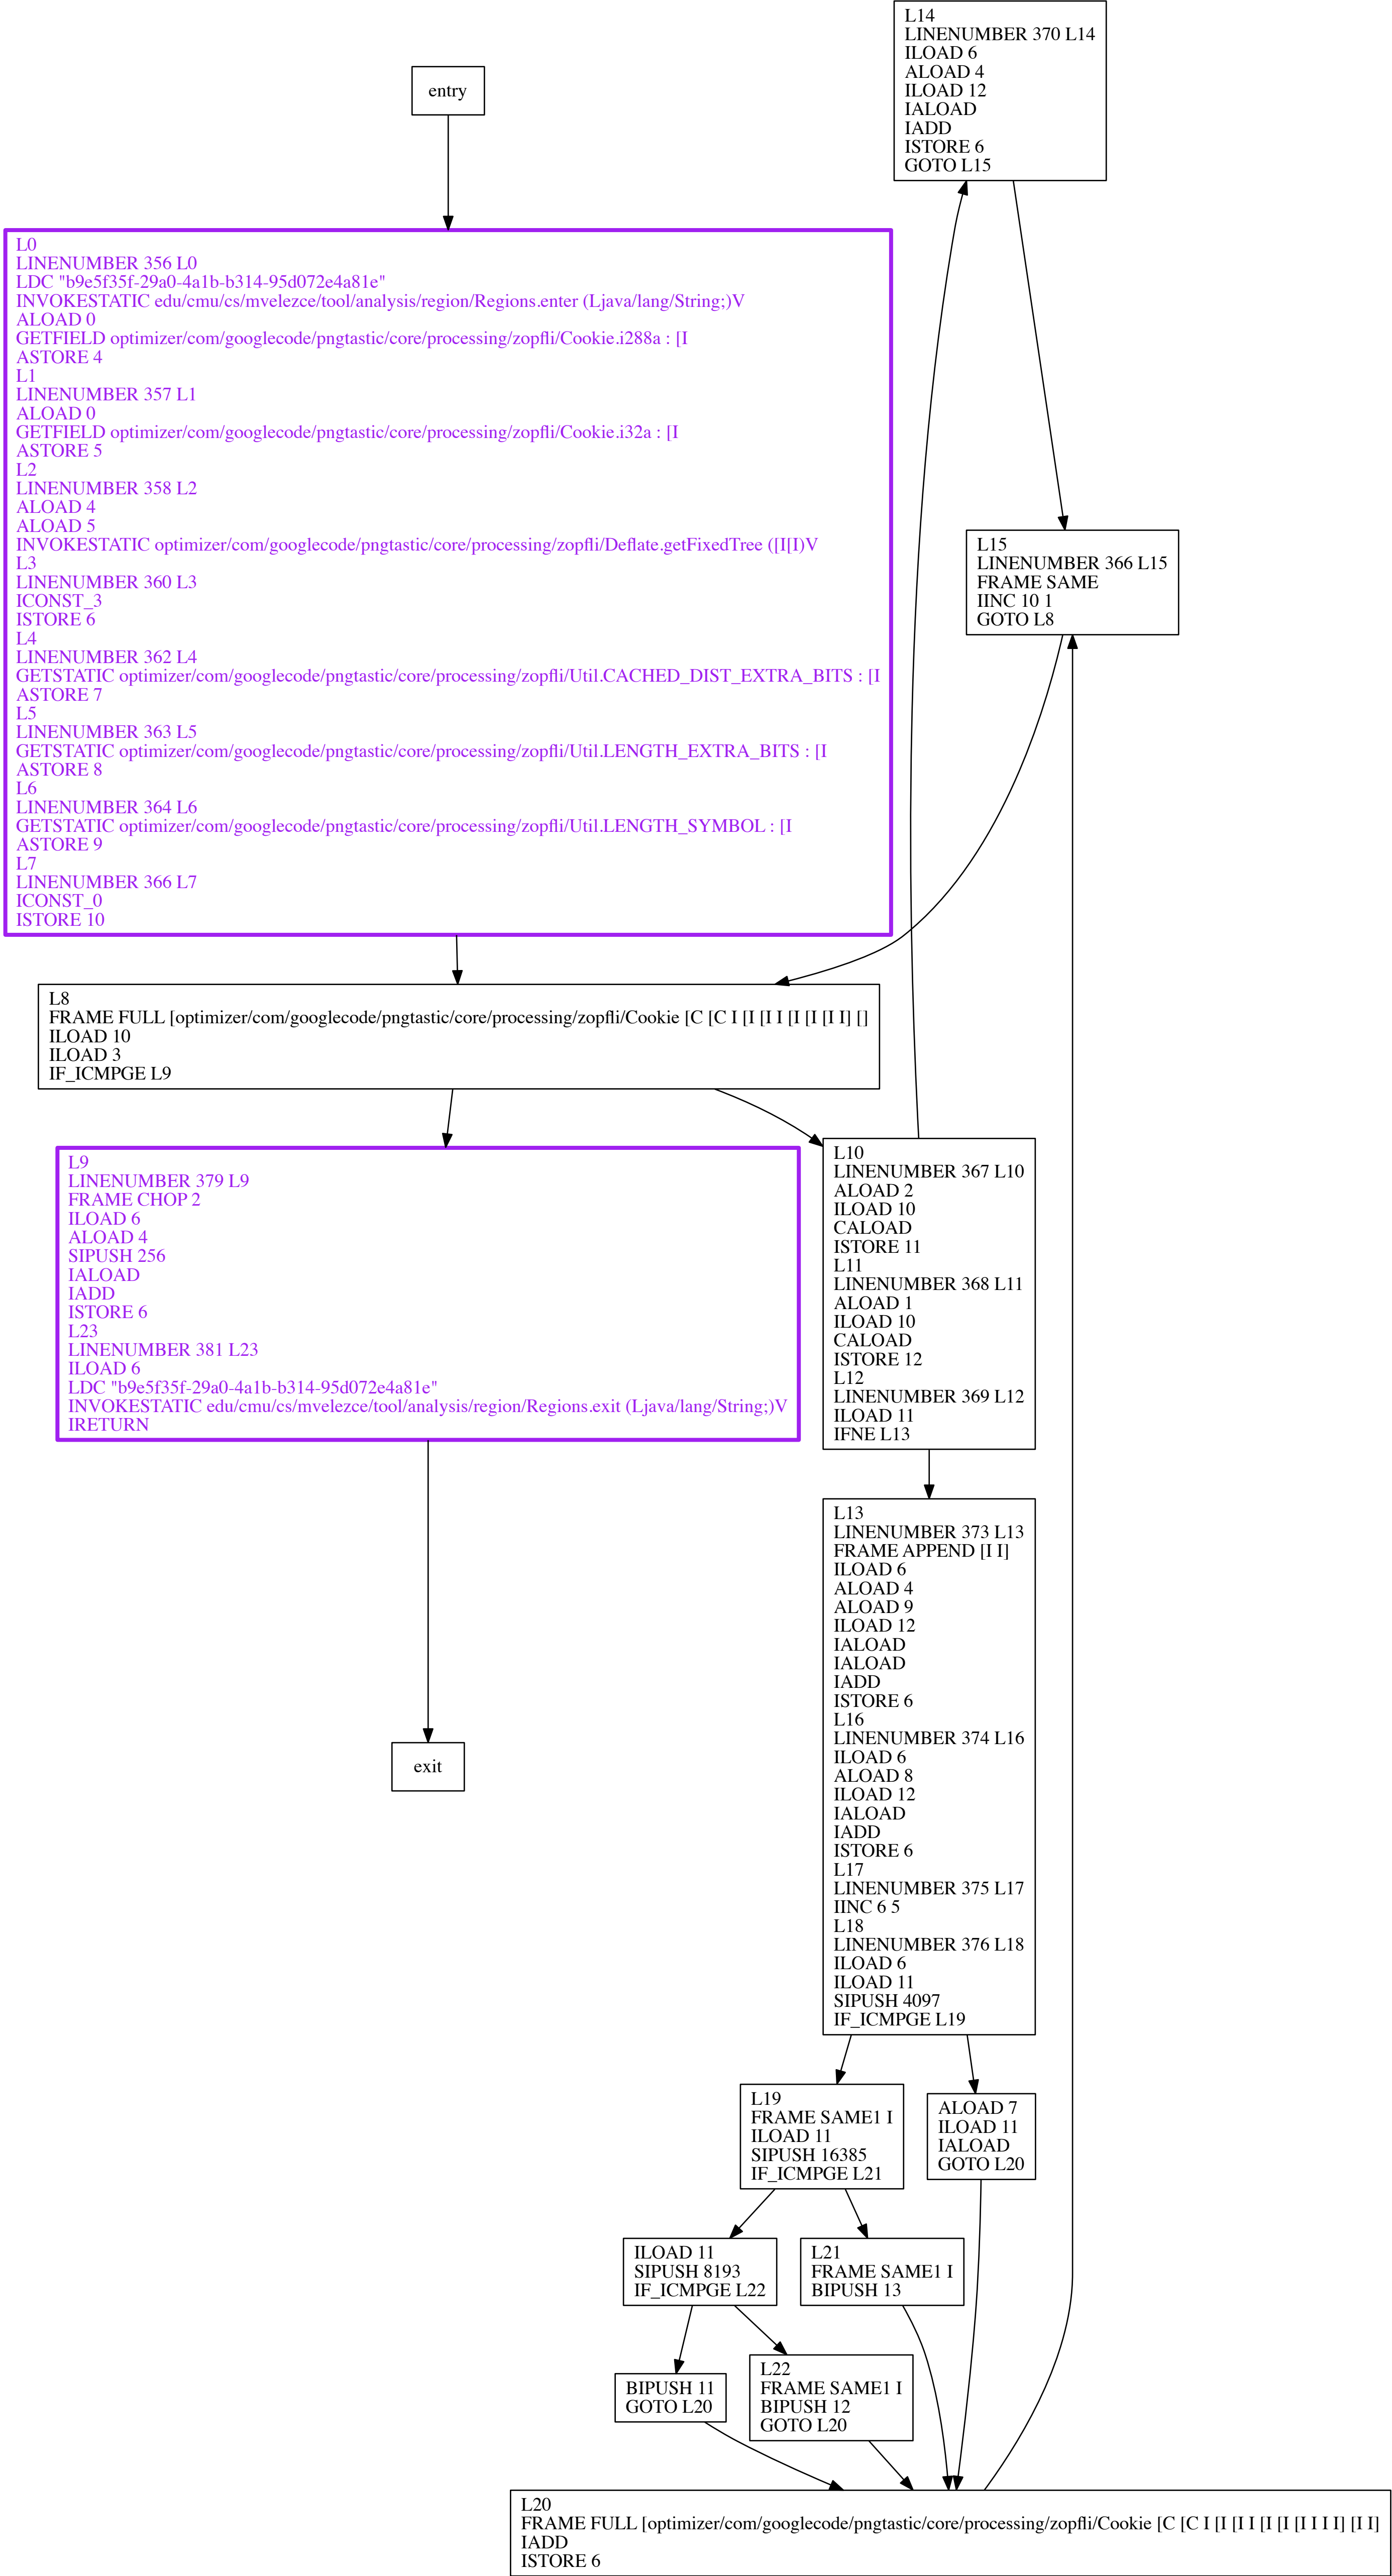 L14
LINENUMBER 370 L14
ILOAD 6
ALOAD 4
ILOAD 12
IALOAD
IADD
ISTORE 6
GOTO L15
entry
L0
LINENUMBER 356 L0
LDC "b9e5f35f-29a0-4a1b-b314-95d072e4a81e"
INVOKESTATIC edu/cmu/cs/mvelezce/tool/analysis/region/Regions.enter (Ljava/lang/String;)V
ALOAD 0
GETFIELD optimizer/com/googlecode/pngtastic/core/processing/zopfli/Cookie.i288a : [I
ASTORE 4
L1
LINENUMBER 357 L1
ALOAD 0
GETFIELD optimizer/com/googlecode/pngtastic/core/processing/zopfli/Cookie.i32a : [I
ASTORE 5
L2
LINENUMBER 358 L2
ALOAD 4
ALOAD 5
INVOKESTATIC optimizer/com/googlecode/pngtastic/core/processing/zopfli/Deflate.getFixedTree ([I[I)V
L3
LINENUMBER 360 L3
ICONST_3
ISTORE 6
L4
LINENUMBER 362 L4
GETSTATIC optimizer/com/googlecode/pngtastic/core/processing/zopfli/Util.CACHED_DIST_EXTRA_BITS : [I
ASTORE 7
L5
LINENUMBER 363 L5
GETSTATIC optimizer/com/googlecode/pngtastic/core/processing/zopfli/Util.LENGTH_EXTRA_BITS : [I
ASTORE 8
L6
LINENUMBER 364 L6
GETSTATIC optimizer/com/googlecode/pngtastic/core/processing/zopfli/Util.LENGTH_SYMBOL : [I
ASTORE 9
L7
LINENUMBER 366 L7
ICONST_0
ISTORE 10
L15
LINENUMBER 366 L15
FRAME SAME
IINC 10 1
GOTO L8
L8
FRAME FULL [optimizer/com/googlecode/pngtastic/core/processing/zopfli/Cookie [C [C I [I [I I [I [I [I I] []
ILOAD 10
ILOAD 3
IF_ICMPGE L9
L9
LINENUMBER 379 L9
FRAME CHOP 2
ILOAD 6
ALOAD 4
SIPUSH 256
IALOAD
IADD
ISTORE 6
L23
LINENUMBER 381 L23
ILOAD 6
LDC "b9e5f35f-29a0-4a1b-b314-95d072e4a81e"
INVOKESTATIC edu/cmu/cs/mvelezce/tool/analysis/region/Regions.exit (Ljava/lang/String;)V
IRETURN
L10
LINENUMBER 367 L10
ALOAD 2
ILOAD 10
CALOAD
ISTORE 11
L11
LINENUMBER 368 L11
ALOAD 1
ILOAD 10
CALOAD
ISTORE 12
L12
LINENUMBER 369 L12
ILOAD 11
IFNE L13
L13
LINENUMBER 373 L13
FRAME APPEND [I I]
ILOAD 6
ALOAD 4
ALOAD 9
ILOAD 12
IALOAD
IALOAD
IADD
ISTORE 6
L16
LINENUMBER 374 L16
ILOAD 6
ALOAD 8
ILOAD 12
IALOAD
IADD
ISTORE 6
L17
LINENUMBER 375 L17
IINC 6 5
L18
LINENUMBER 376 L18
ILOAD 6
ILOAD 11
SIPUSH 4097
IF_ICMPGE L19
exit
L19
FRAME SAME1 I
ILOAD 11
SIPUSH 16385
IF_ICMPGE L21
ALOAD 7
ILOAD 11
IALOAD
GOTO L20
ILOAD 11
SIPUSH 8193
IF_ICMPGE L22
L21
FRAME SAME1 I
BIPUSH 13
BIPUSH 11
GOTO L20
L22
FRAME SAME1 I
BIPUSH 12
GOTO L20
L20
FRAME FULL [optimizer/com/googlecode/pngtastic/core/processing/zopfli/Cookie [C [C I [I [I I [I [I [I I I I] [I I]
IADD
ISTORE 6